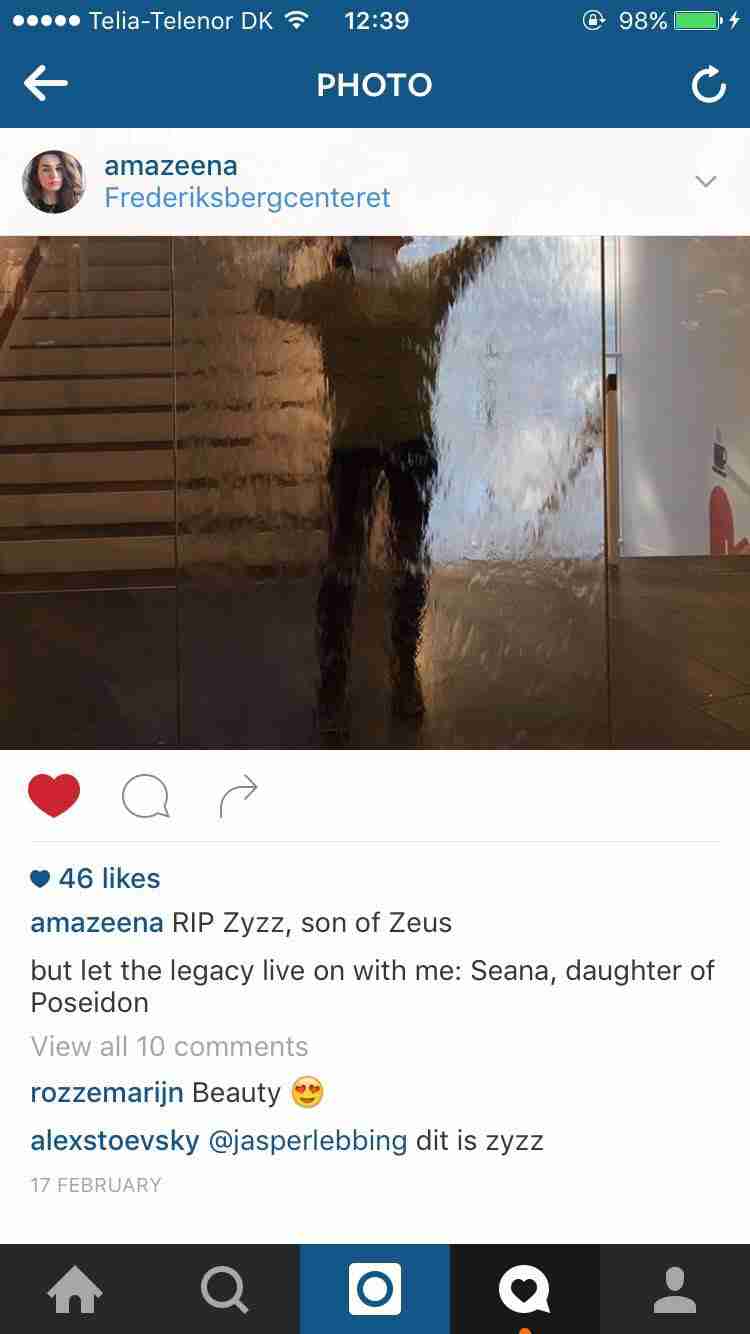 Telia-Telenor DK 12:39 98%
PHOTO
amazeena
Frederiksbergcenteret
46 likes
amazeena RIP Zyzz, son of Zeus
but let the legacy live on with me: Seana, daughter of
Poseidon
View all 10 comments
rozzemarijn Beauty 😍
alexstoevsky @jasperlebbing dit is zyzz
17 FEBRUARY